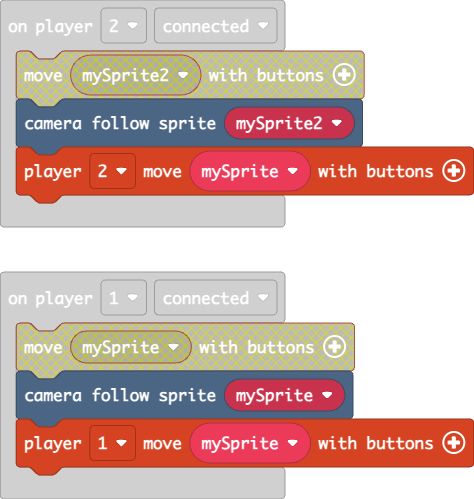 on player 2 connected
move mySprite2 with buttons
camera follow sprite mySprite2
player 2 move mySprite with buttons
on player 1 connected
move mySprite with buttons
camera follow sprite mySprite
player 1 move mySprite with buttons